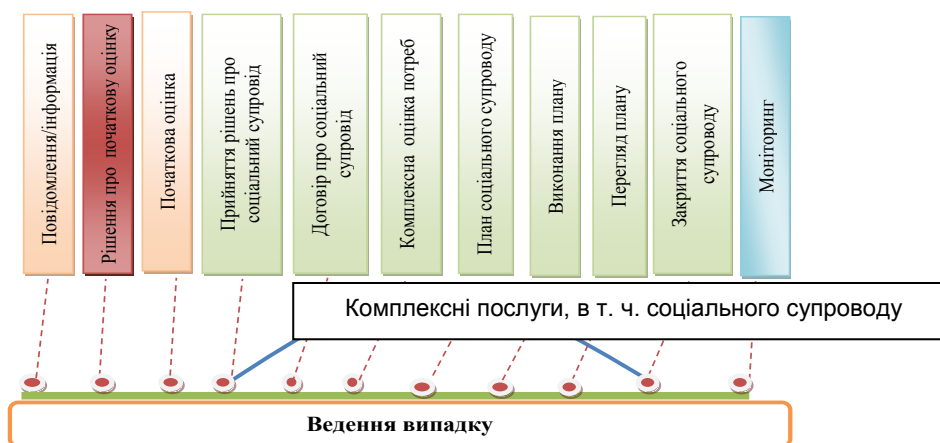 Повідомлення/інформація
Рішення про початкову оцінку
Початкова оцінка
Прийняття рішень про
соціальний супровід
Договір про соціальний
супровід
Комплексна оцінка потреб
План соціального супроводу
Виконання плану
Перегляд плану
Закриття соціального
супроводу
Моніторинг
Комплексні послуги, в т. ч. соціального супроводу
Ведення випадку